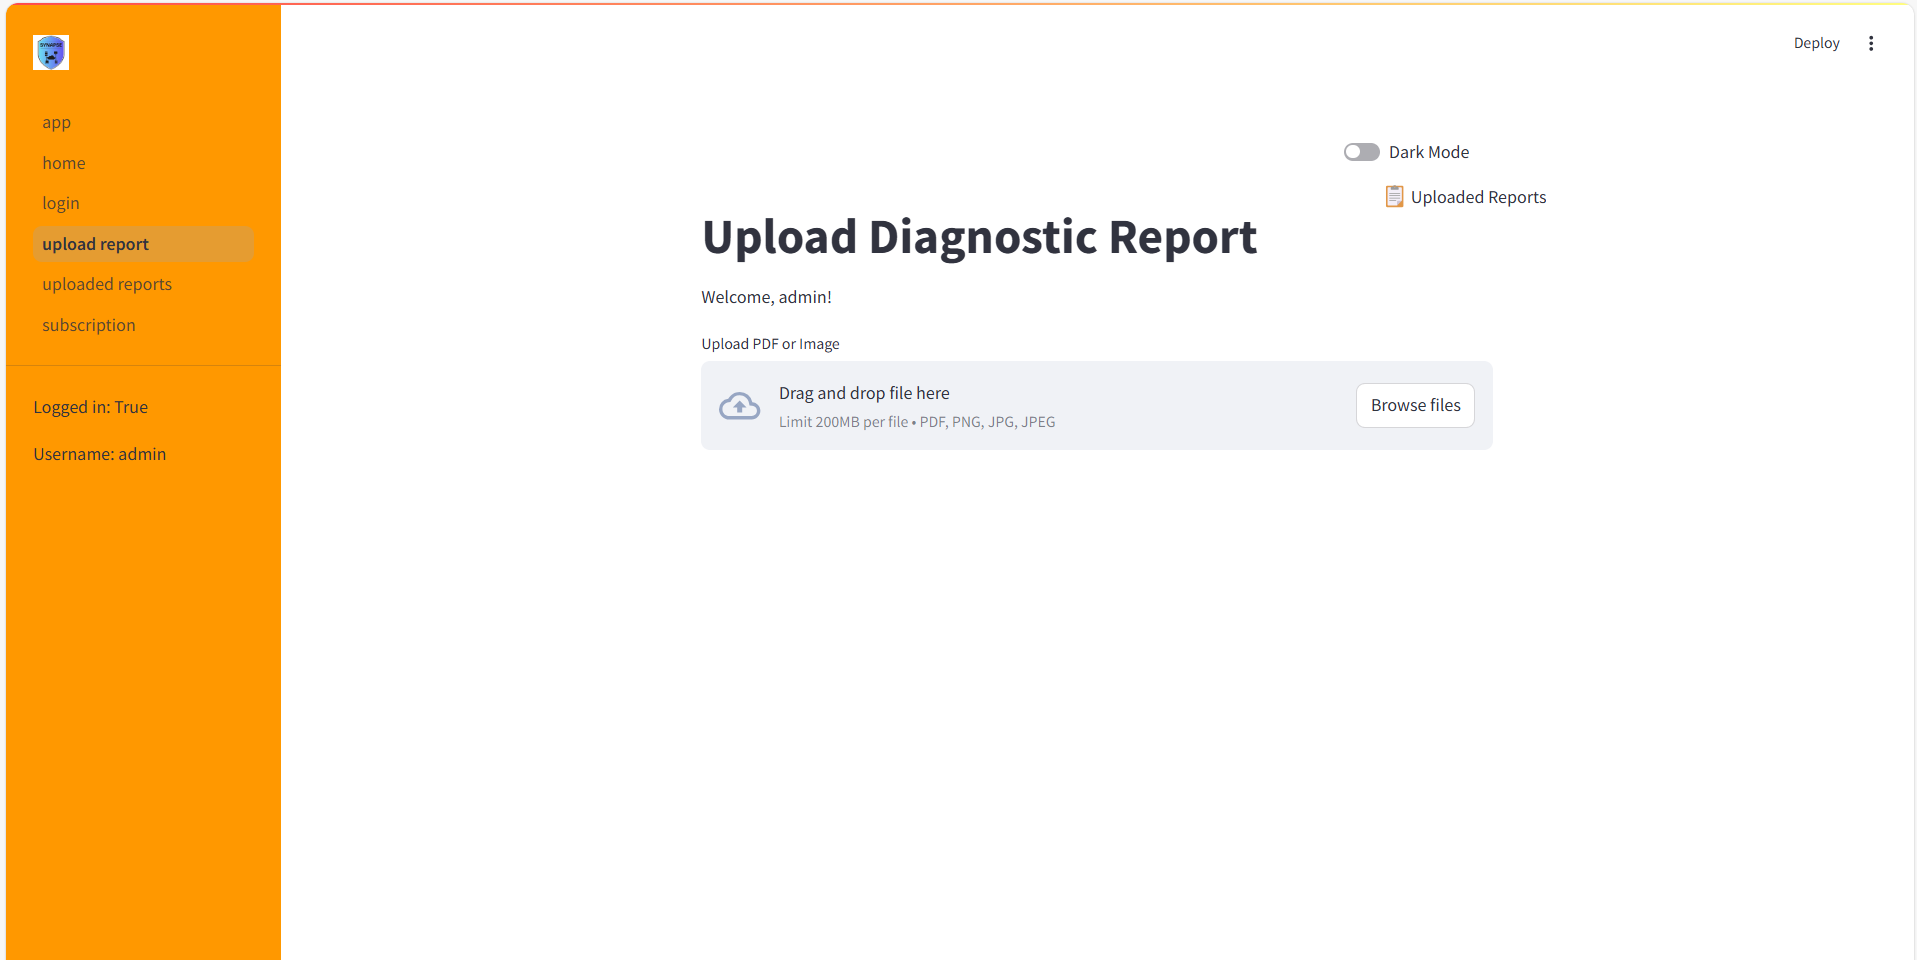 SYNAPSE
app
home
login
upload report
uploaded reports
subscription
Logged in: True
Username: admin
Deploy
Dark Mode
Uploaded Reports
Upload Diagnostic Report
Welcome, admin!
Upload PDF or Image
Drag and drop file here
Limit 200MB per file • PDF, PNG, JPG, JPEG
Browse files